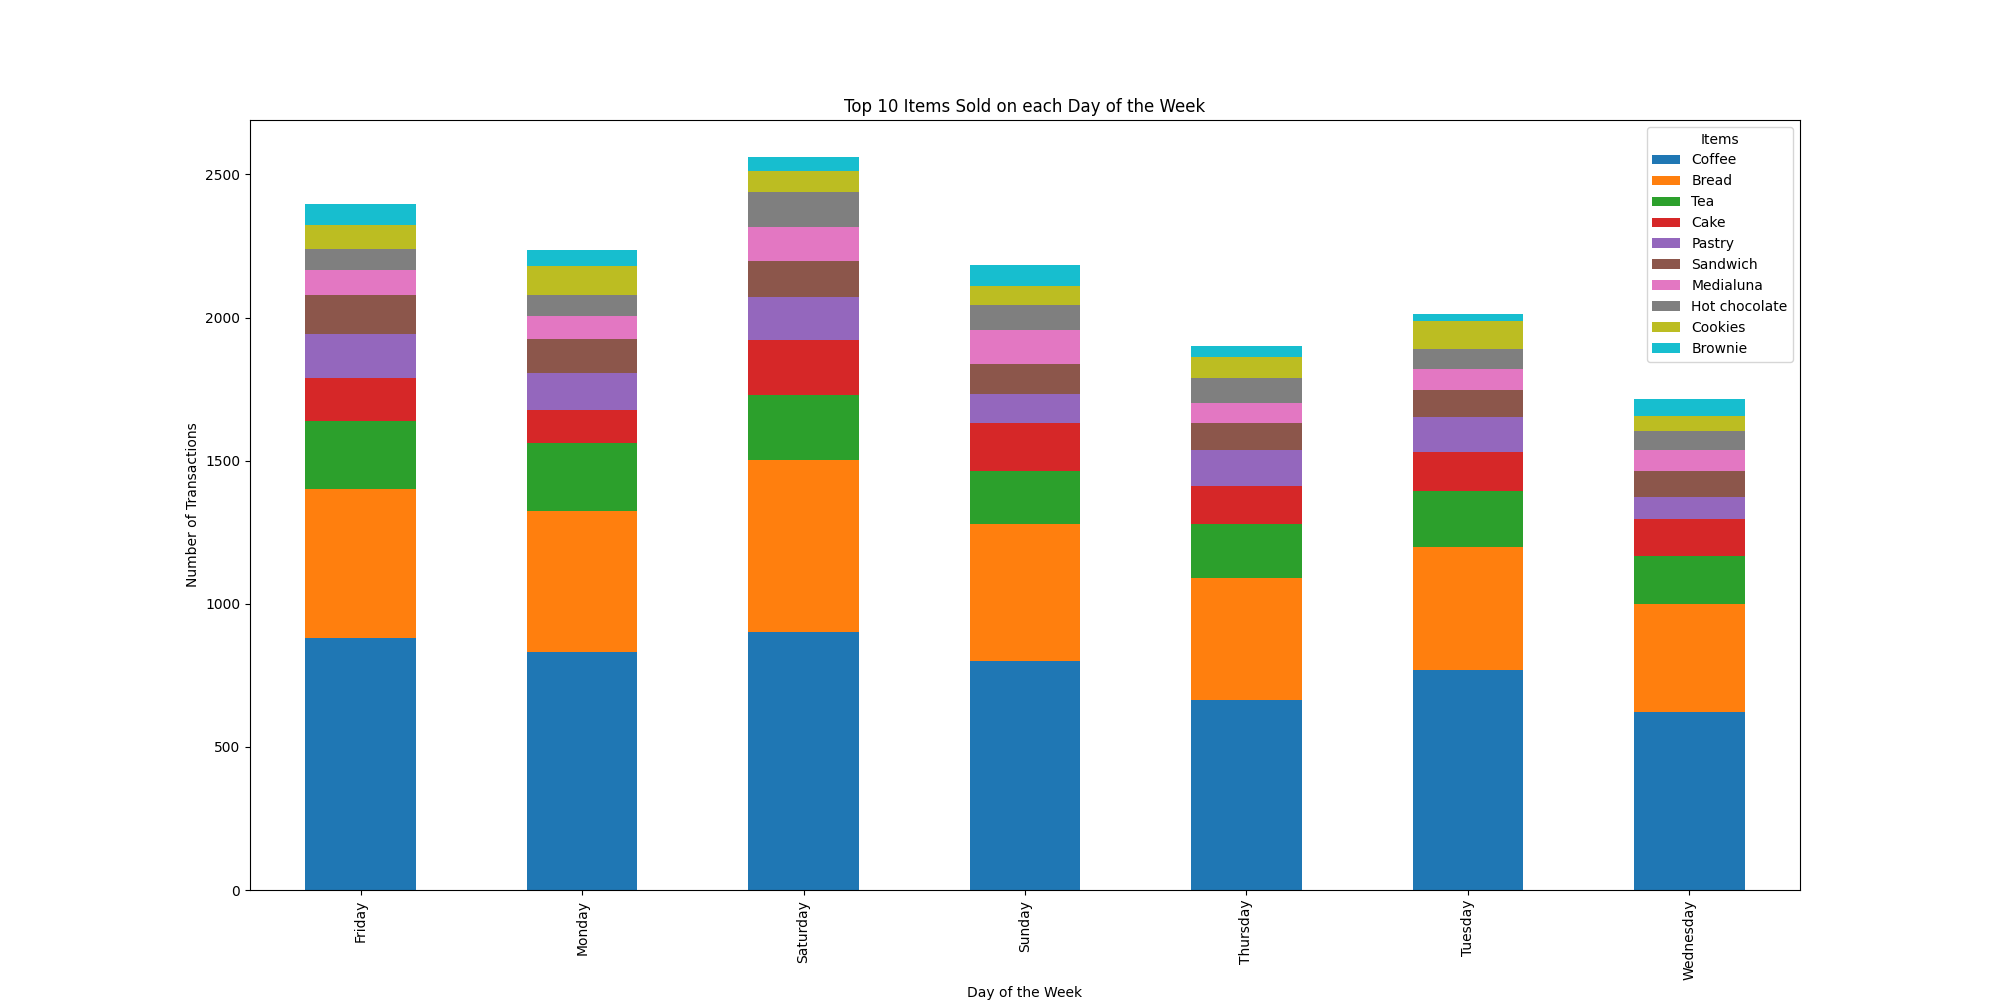 Top 10 Items Sold on each Day of the Week
Number of Transactions
2500
2000
1500
1000
500
0
Items
Coffee
Bread
Tea
Cake
Pastry
Sandwich
Medialuna
Hot chocolate
Cookies
Brownie
Friday
Monday
Saturday
Sunday
Thursday
Tuesday
Wednesday
Day of the Week